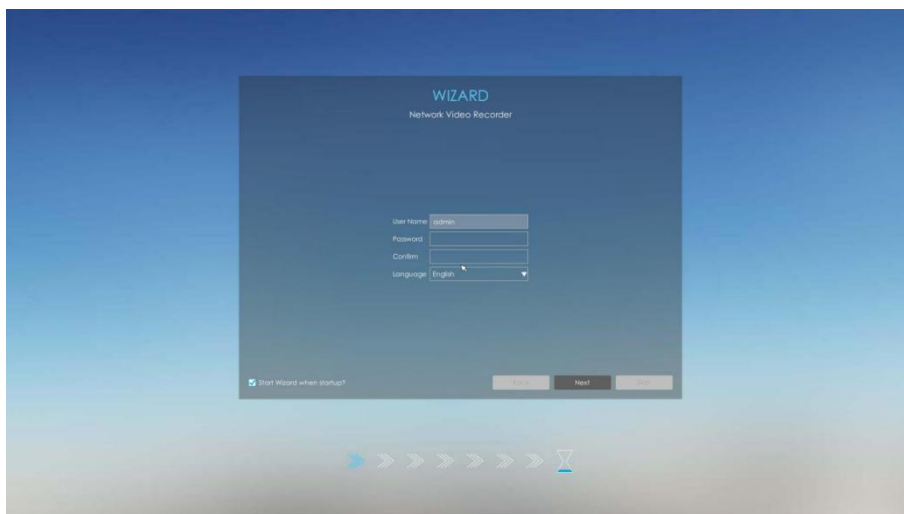 WIZARD
Network Video Recorder
User Name admin
Password
Confirm
Language English
Start Wizard when startup?
Next